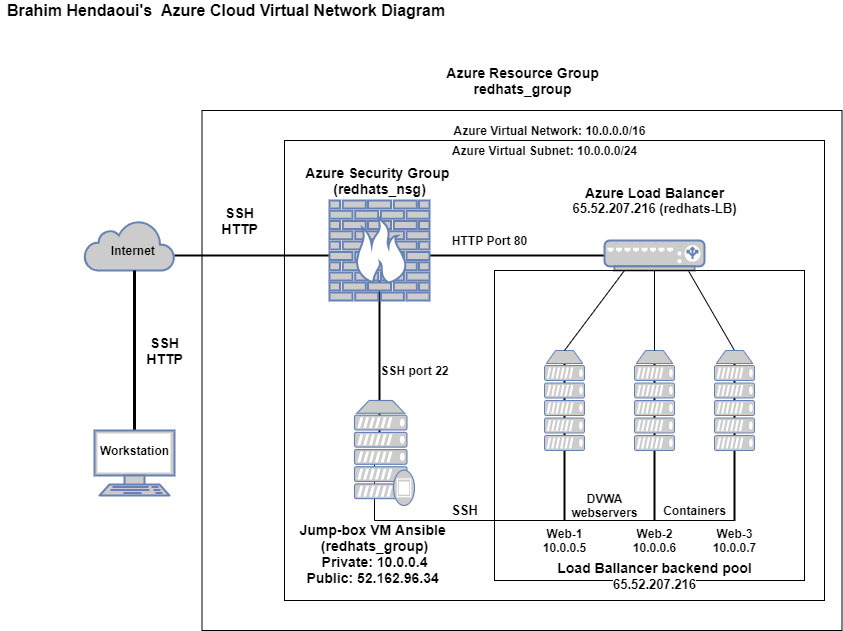 Brahim Hendaoui's Azure Cloud Virtual Network Diagram
Azure Resource Group
redhats_group
Azure Virtual Network: 10.0.0.0/16
Azure Virtual Subnet: 10.0.0.0/24
Azure Security Group
(redhats_nsg)
Azure Load Balancer
65.52.207.216 (redhats-LB)
SSH
HTTP
HTTP Port 80
Internet
SSH
HTTP
SSH port 22
Workstation
SSH
DVWA
webservers
Containers
Jump-box VM Ansible
(redhats_group)
Private: 10.0.0.4
Public: 52.162.96.34
Web-1
10.0.0.5
Web-2
10.0.0.6
Web-3
10.0.0.7
Load Ballancer backend pool
65.52.207.216